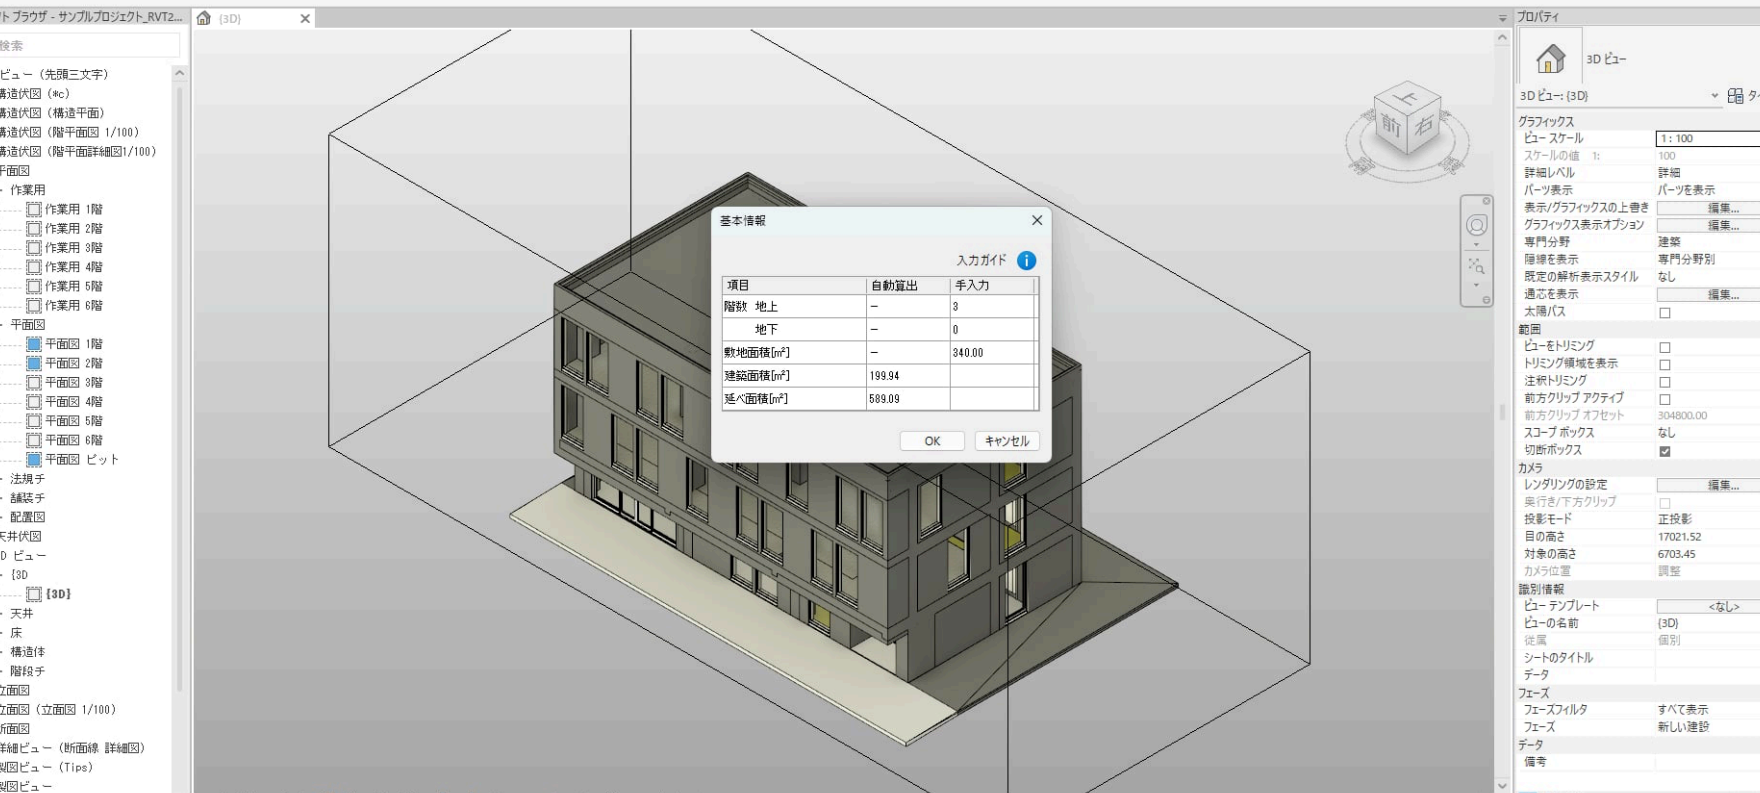 ト ブラウザ - サンプルプロジェクト_RVT2...
検索
ビュー (先頭三文字)
構造伏図 (*c)
構造伏図 (構造平面)
構造伏図 (階平面図 1/100)
構造伏図 (階平面詳細図1/100)
平面図
作業用
作業用 1階
作業用 2階
作業用 3階
作業用 4階
作業用 5階
作業用 6階
平面図
平面図 1階
平面図 2階
平面図 3階
平面図 4階
平面図 5階
平面図 6階
平面図 ピット
法規チ
舗装チ
配置図
天井伏図
D ビュー
{3D
{3D}
天井
床
構造体
階段チ
立面図
立面図 (立面図 1/100)
断面図
詳細ビュー (断面線 詳細図)
製図ビュー (Tips)
製図ビュー
{3D}
上
前 右
基本情報
入力ガイド
項目 自動算出 手入力
階数 地上 － 3
地下 － 0
敷地面積[㎡] － 340.00
建築面積[㎡] 199.94
延べ面積[㎡] 589.09
OK キャンセル
プロパティ
3D ビュー
3D ビュー: {3D}
グラフィックス
ビュー スケール 1 : 100
スケールの値 1: 100
詳細レベル 詳細
パーツ表示 パーツを表示
表示/グラフィックスの上書き 編集...
グラフィックス表示オプション 編集...
専門分野 建築
隠線を表示 専門分野別
既定の解析表示スタイル なし
通芯を表示 編集...
太陽パス
範囲
ビューをトリミング
トリミング領域を表示
注釈トリミング
前方クリップ アクティブ
前方クリップ オフセット 304800.00
スコープ ボックス なし
切断ボックス
カメラ
レンダリングの設定 編集...
奥行き/下方クリップ
投影モード 正投影
目の高さ 17021.52
対象の高さ 6703.45
カメラ位置 調整
識別情報
ビュー テンプレート <なし>
ビューの名前 {3D}
従属 個別
シートのタイトル
データ
フェーズ
フェーズフィルタ すべて表示
フェーズ 新しい建設
データ
備考